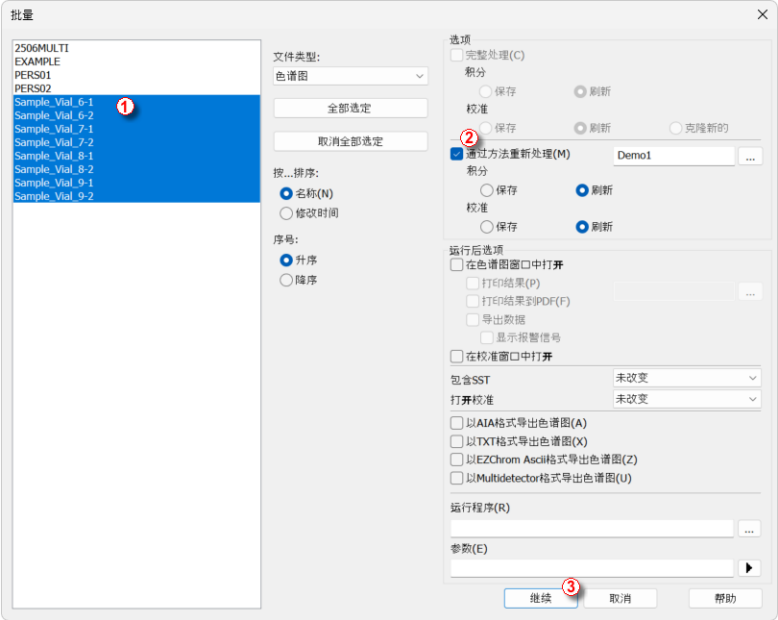 批量
2506MULTI
EXAMPLE
PERS01
PERS02
Sample_Vial_6-1
Sample_Vial_6-2
Sample_Vial_7-1
Sample_Vial_7-2
Sample_Vial_8-1
Sample_Vial_8-2
Sample_Vial_9-1
Sample_Vial_9-2
1
文件类型:
色谱图
全部选定
取消全部选定
按...排序:
名称(N)
修改时间
序号:
升序
降序
选项
完整处理(C)
积分
保存 刷新
校准
保存 刷新 克隆新的
2
通过方法重新处理(M) Demo1 ...
积分
保存 刷新
校准
保存 刷新
运行后选项
在色谱图窗口中打开
打印结果(P) ...
打印结果到PDF(F)
导出数据
显示报警信号
在校准窗口中打开
包含SST 未改变
打开校准 未改变
以AIA格式导出色谱图(A)
以TXT格式导出色谱图(X)
以EZChrom Ascii格式导出色谱图(Z)
以Multidetector格式导出色谱图(U)
运行程序(R)
...
参数(E)
3
继续 取消 帮助